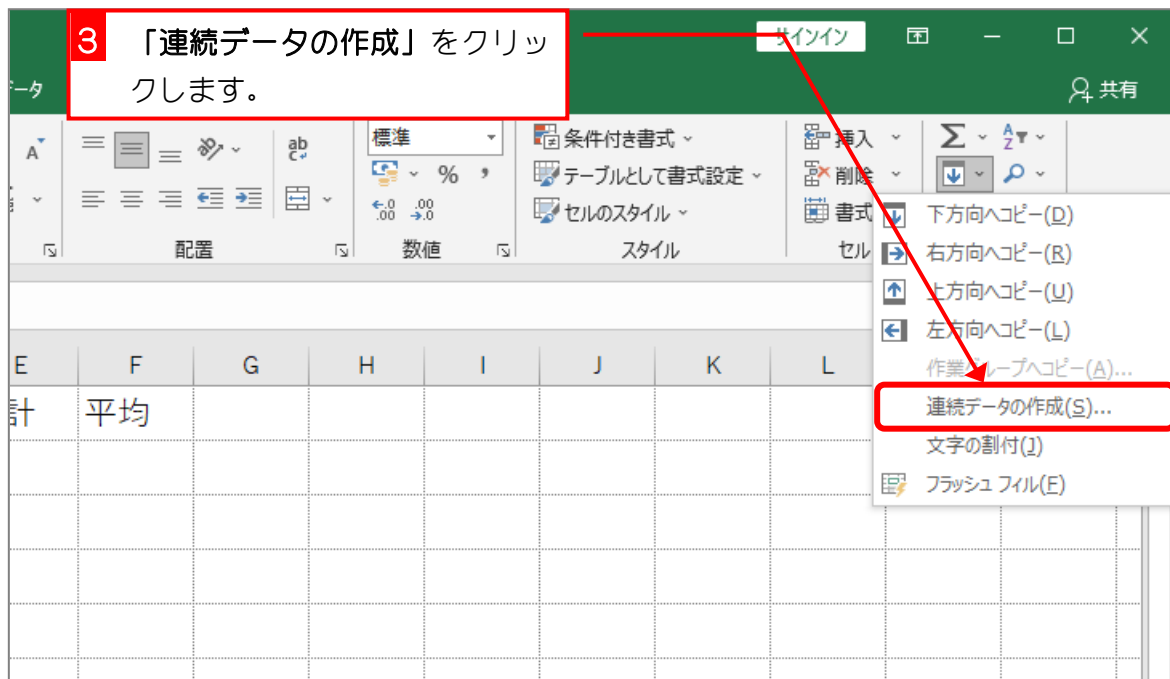 3 「連続データの作成」をクリッ
クします。
サインイン
ータ
共有
A
ab
標準
条件付き書式
挿入
% 
テーブルとして書式設定
削除
.00
.00
セルのスタイル
書式
配置
数値
スタイル
セル
下方向へコピー(D)
右方向へコピー(R)
上方向へコピー(U)
左方向へコピー(L)
作業グループへコピー(A)...
連続データの作成(S)...
文字の割付(J)
フラッシュ フィル(F)
E F G H I J K L
計 平均